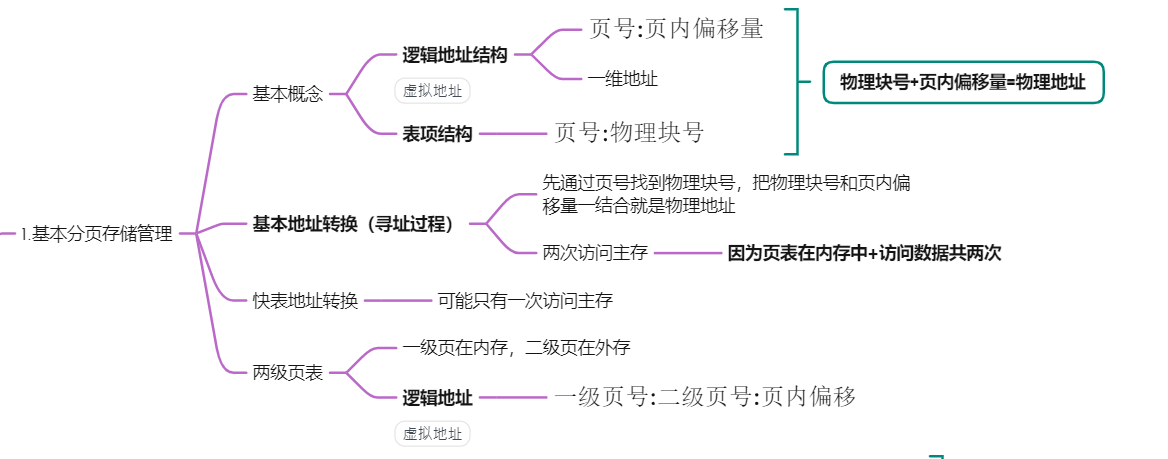 1.基本分页存储管理
基本概念
逻辑地址结构
虚拟地址
页号:页内偏移量
一维地址
表项结构
页号:物理块号
物理块号+页内偏移量=物理地址
基本地址转换（寻址过程）
先通过页号找到物理块号，把物理块号和页内偏
移量一结合就是物理地址
两次访问主存
因为页表在内存中+访问数据共两次
快表地址转换
可能只有一次访问主存
两级页表
一级页在内存，二级页在外存
逻辑地址
虚拟地址
一级页号:二级页号:页内偏移